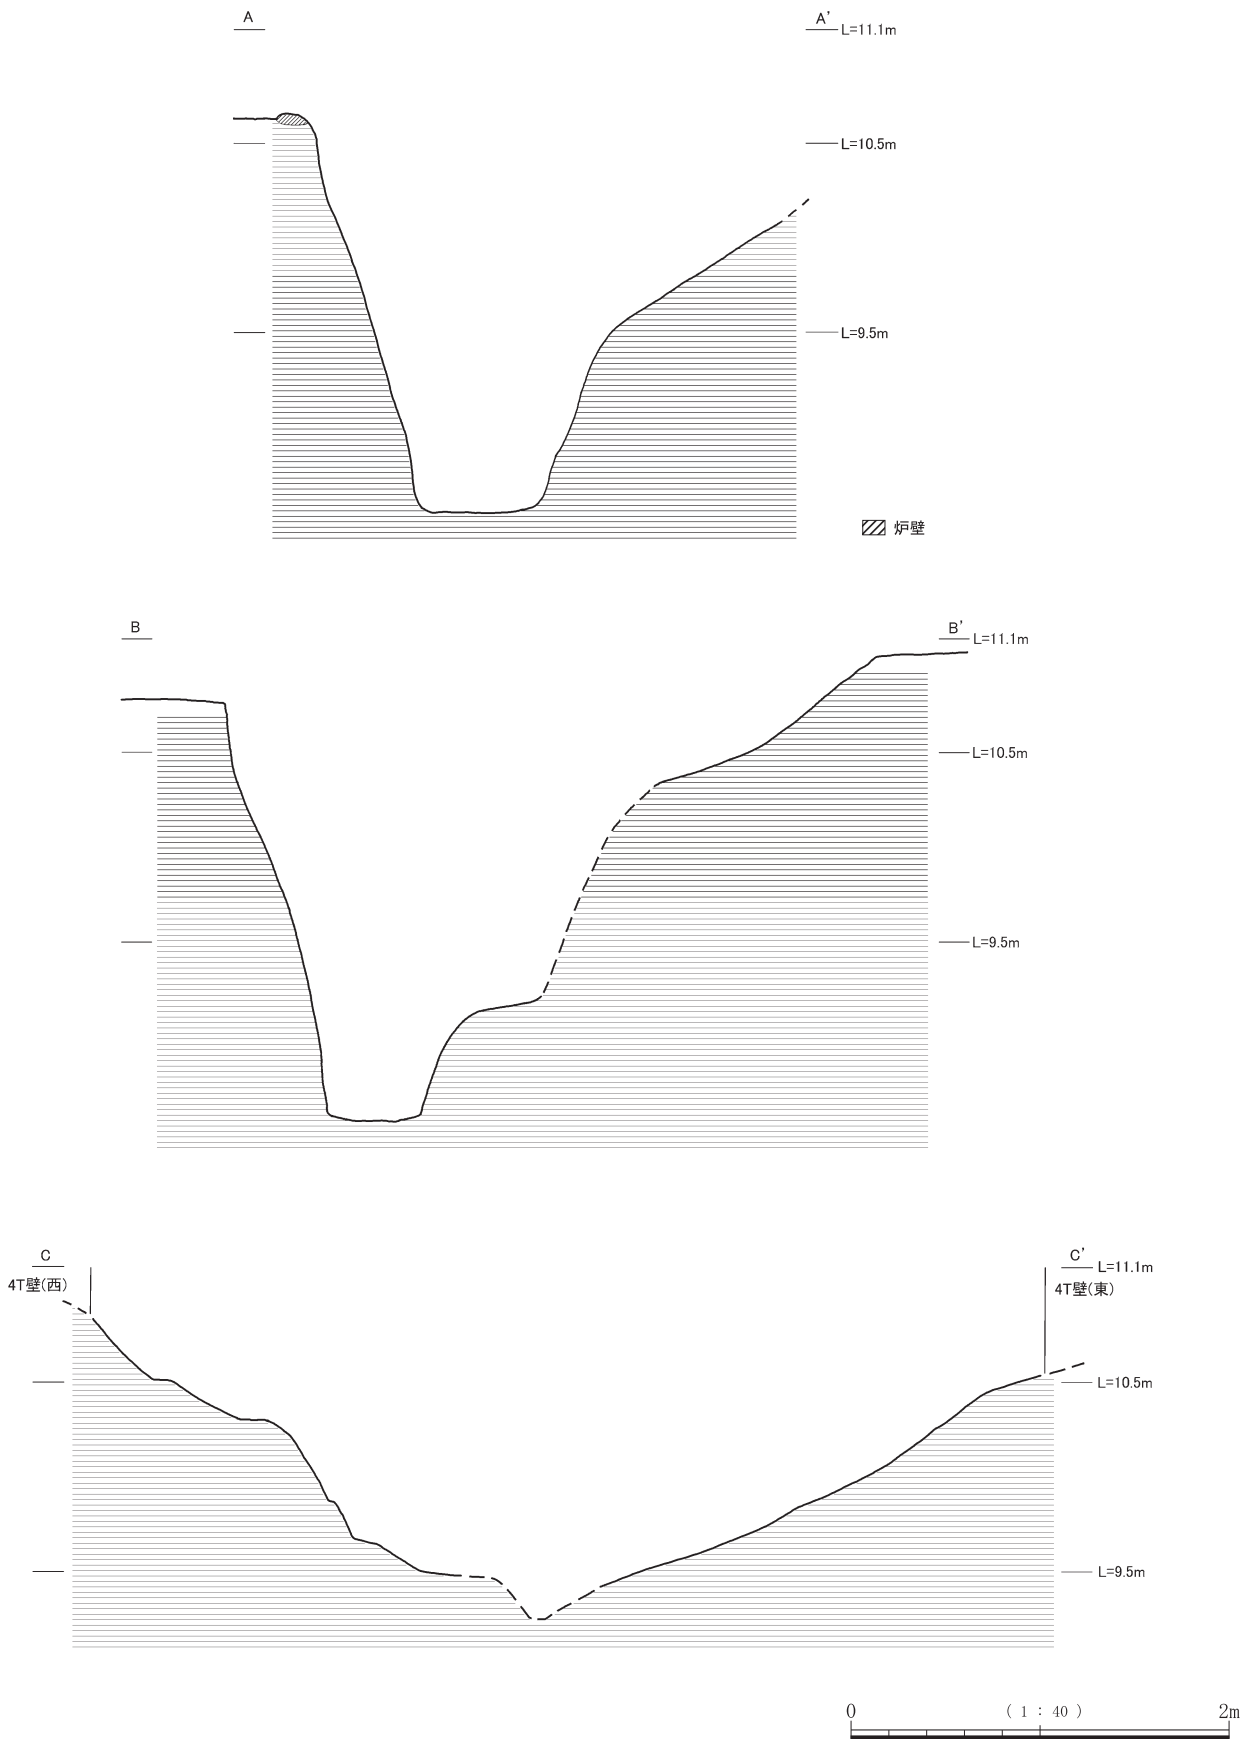 A
A’ L=11.1m
L=10.5m
L=9.5m
炉壁
B
B’ L=11.1m
L=10.5m
L=9.5m
C
4T壁(西)
C’ L=11.1m
4T壁(東)
L=10.5m
L=9.5m
0 ( 1 : 40 ) 2m